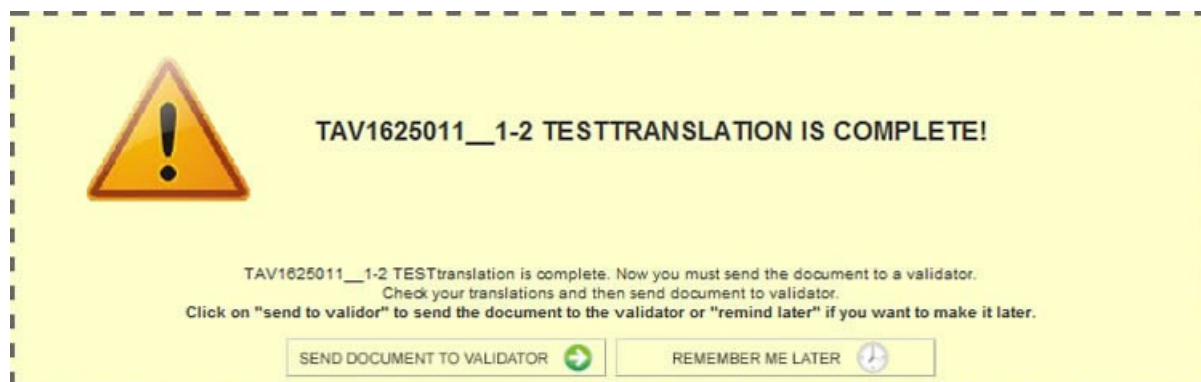 TAV1625011__1-2 TESTTRANSLATION IS COMPLETE!
TAV1625011__1-2 TESTtranslation is complete. Now you must send the document to a validator.
Check your translations and then send document to validator.
Click on "send to validor" to send the document to the validator or "remind later" if you want to make it later.
SEND DOCUMENT TO VALIDATOR
REMEMBER ME LATER